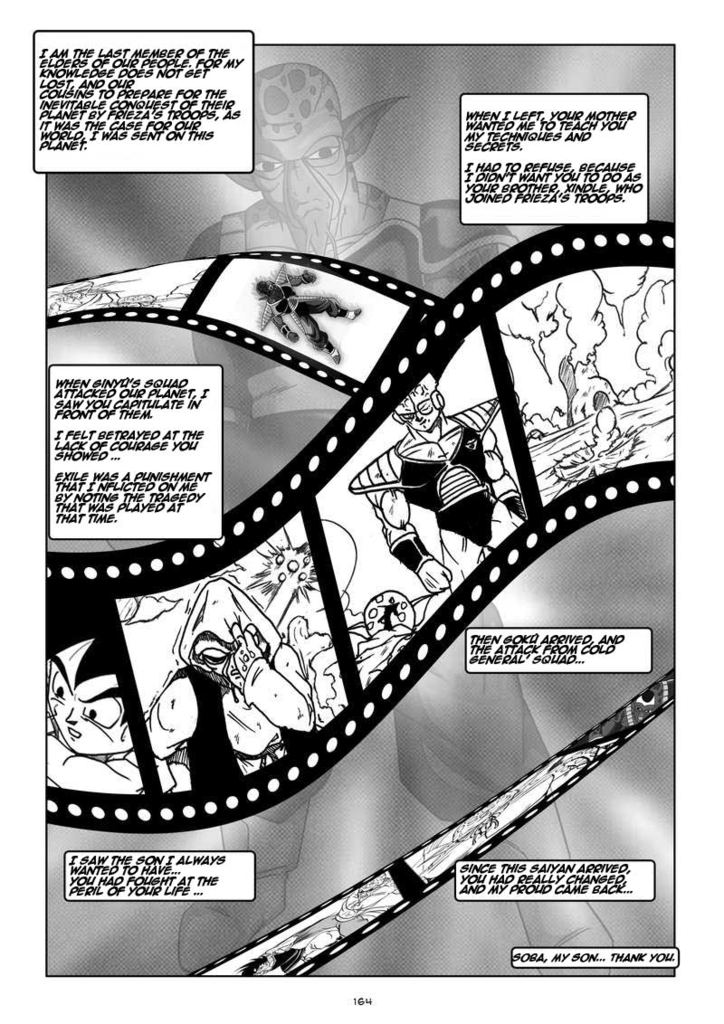 I AM THE LAST MEMBER OF THE
ELDERS OF OUR PEOPLE. FOR MY
KNOWLEDGE DOES NOT GET
LOST, AND OUR
COUSINS TO PREPARE FOR THE
INEVITABLE CONQUEST OF THEIR
PLANET BY FRIEZA'S TROOPS, AS
IT WAS THE CASE FOR OUR
WORLD, I WAS SENT ON THIS
PLANET.
WHEN I LEFT, YOUR MOTHER
WANTED ME TO TEACH YOU
MY TECHNIQUES AND
SECRETS.
I HAD TO REFUSE, BECAUSE
I DIDN'T WANT YOU TO DO AS
YOUR BROTHER, XINDLE, WHO
JOINED FRIEZA'S TROOPS.
WHEN GINYÛ'S SQUAD
ATTACKED OUR PLANET, I
SAW YOU CAPITULATE IN
FRONT OF THEM.
I FELT BETRAYED AT THE
LACK OF COURAGE YOU
SHOWED ...
EXILE WAS A PUNISHMENT
THAT I INFLICTED ON ME
BY NOTING THE TRAGEDY
THAT WAS PLAYED AT
THAT TIME.
THEN GOKÛ ARRIVED, AND
THE ATTACK FROM COLD
GENERAL' SQUAD...
I SAW THE SON I ALWAYS
WANTED TO HAVE...
YOU HAD FOUGHT AT THE
PERIL OF YOUR LIFE ...
SINCE THIS SAIYAN ARRIVED,
YOU HAD REALLY CHANGED,
AND MY PROUD CAME BACK...
SOBA, MY SON... THANK YOU.
164